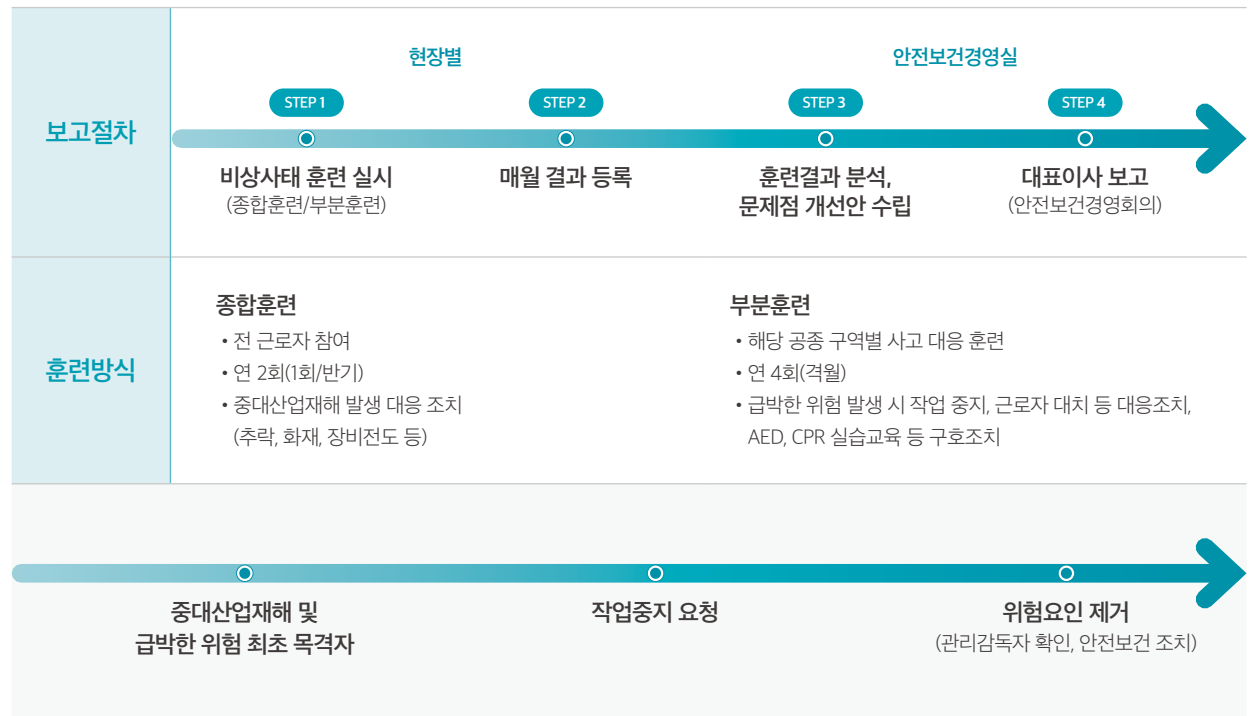 보고절차
현장별
안전보건경영실
STEP 1
STEP 2
STEP 3
STEP 4
비상사태 훈련 실시
(종합훈련/부분훈련)
매월 결과 등록
훈련결과 분석,
문제점 개선안 수립
대표이사 보고
(안전보건경영회의)
훈련방식
종합훈련
• 전 근로자 참여
• 연 2회(1회/반기)
• 중대산업재해 발생 대응 조치
(추락, 화재, 장비전도 등)
부분훈련
• 해당 공종 구역별 사고 대응 훈련
• 연 4회(격월)
• 급박한 위험 발생 시 작업 중지, 근로자 대치 등 대응조치,
AED, CPR 실습교육 등 구호조치
중대산업재해 및
급박한 위험 최초 목격자
작업중지 요청
위험요인 제거
(관리감독자 확인, 안전보건 조치)